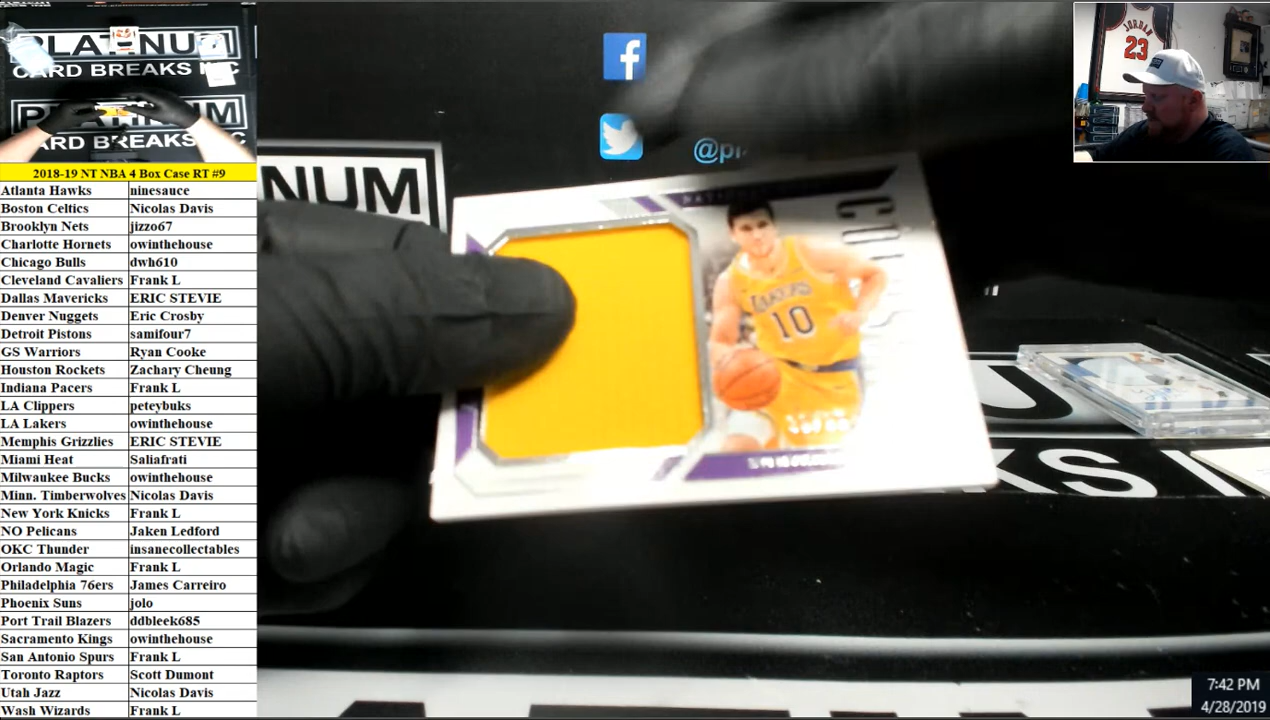 PLATINUM
CARD BREAKS INC
ARD BREAKS
2018-19 NT NBA 4 Box Case RT #9
Atlanta Hawks ninesauce
Boston Celtics Nicolas Davis
Brooklyn Nets jizzo67
Charlotte Hornets owinthehouse
Chicago Bulls dwh610
Cleveland Cavaliers Frank L
Dallas Mavericks ERIC STEVIE
Denver Nuggets Eric Crosby
Detroit Pistons samifour7
GS Warriors Ryan Cooke
Houston Rockets Zachary Cheung
Indiana Pacers Frank L
LA Clippers peteybuks
LA Lakers owinthehouse
Memphis Grizzlies ERIC STEVIE
Miami Heat Saliafrati
Milwaukee Bucks owinthehouse
Minn. Timberwolves Nicolas Davis
New York Knicks Frank L
NO Pelicans Jaken Ledford
OKC Thunder insanecollectables
Orlando Magic Frank L
Philadelphia 76ers James Carreiro
Phoenix Suns jolo
Port Trail Blazers ddbleek685
Sacramento Kings owinthehouse
San Antonio Spurs Frank L
Toronto Raptors Scott Dumont
Utah Jazz Nicolas Davis
Wash Wizards Frank L
NUM
@p
LAKERS
10
U
KS
JORDAN
23
7:42 PM
4/28/2019